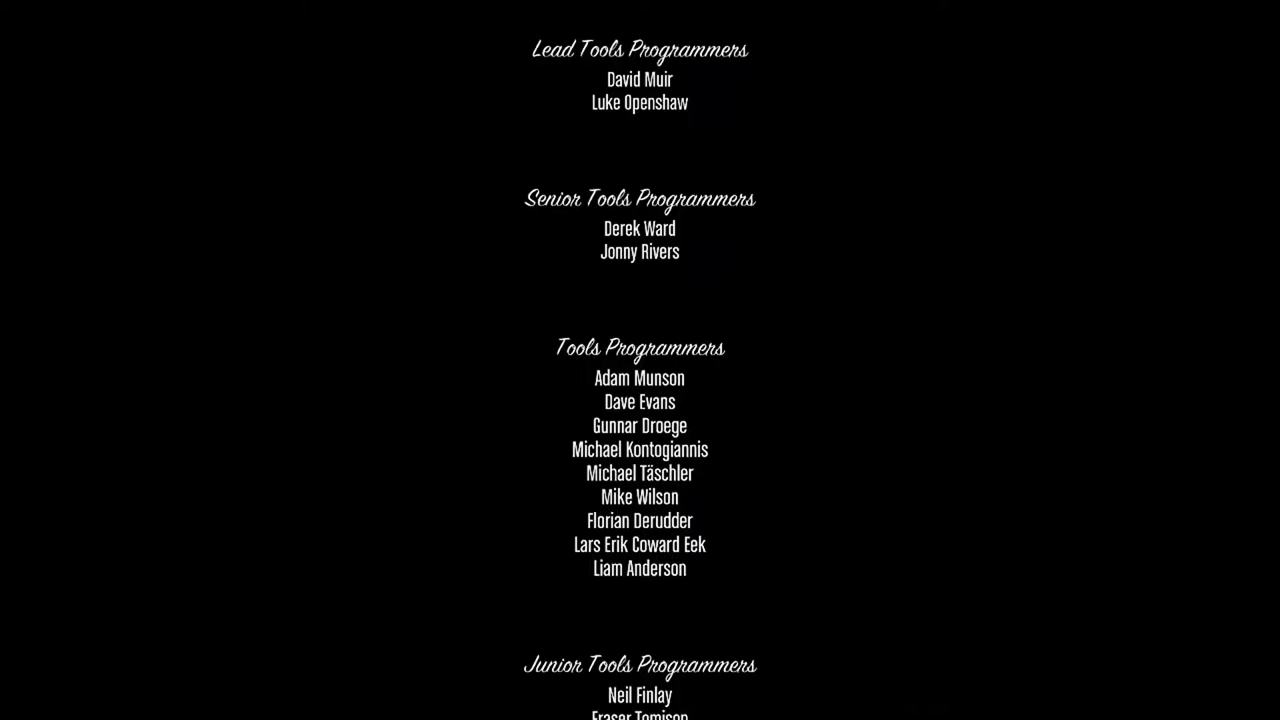 Lead Tools Programmers
David Muir
Luke Openshaw
Senior Tools Programmers
Derek Ward
Jonny Rivers
Tools Programmers
Adam Munson
Dave Evans
Gunnar Droege
Michael Kontogiannis
Michael Täschler
Mike Wilson
Florian Derudder
Lars Erik Coward Eek
Liam Anderson
Junior Tools Programmers
Neil Finlay
Fraser Tomison